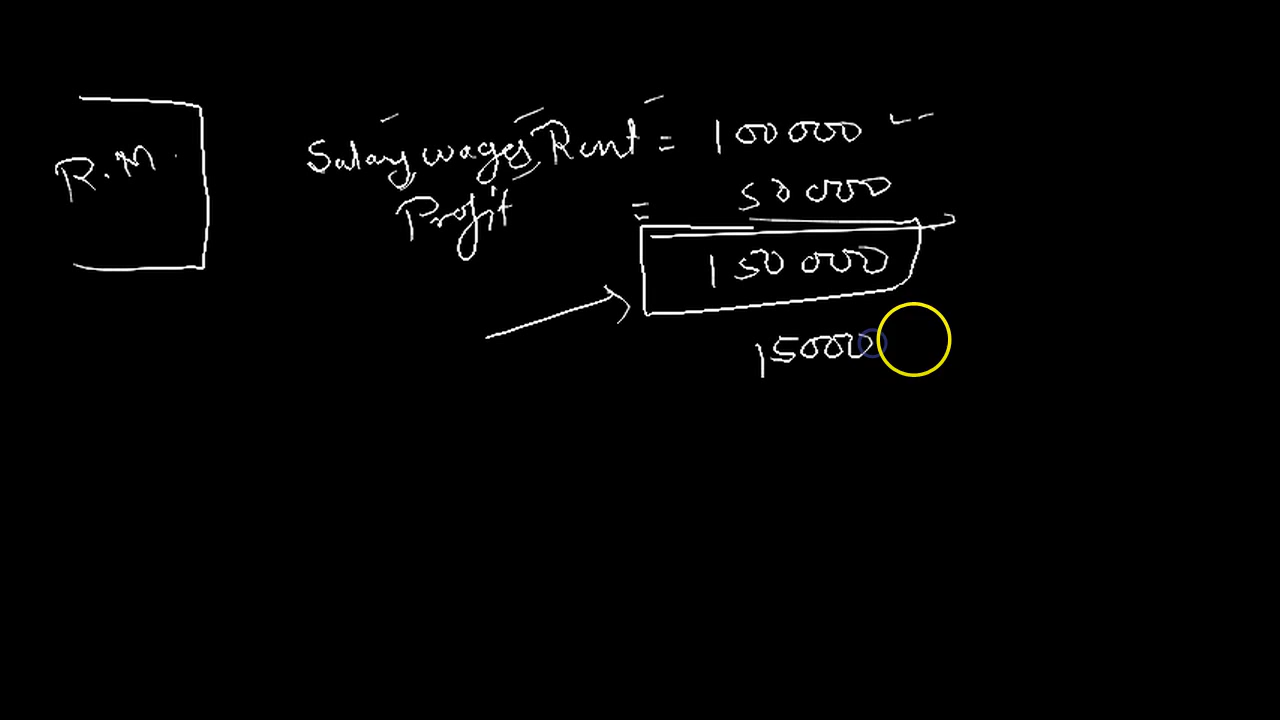 R.M.
Salary wages Rent = 100000
Profit = 50000
150000
15000